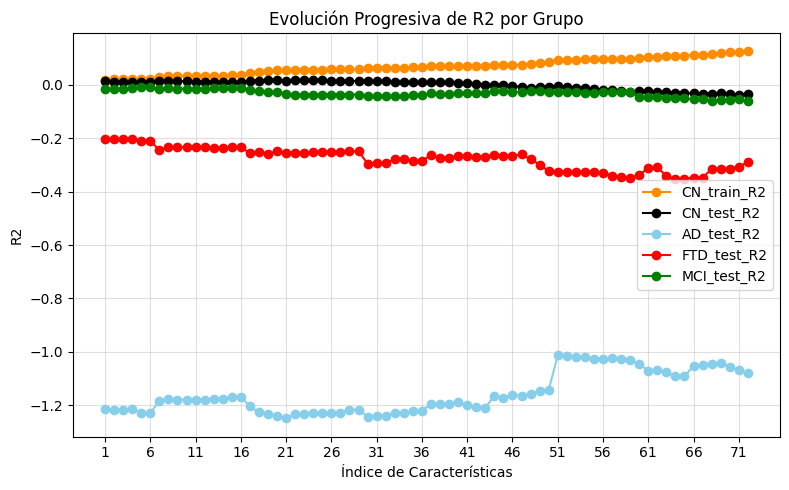 Evolución Progresiva de R2 por Grupo
R2
0.0
−0.2
−0.4
−0.6
−0.8
−1.0
−1.2
CN_train_R2
CN_test_R2
AD_test_R2
FTD_test_R2
MCI_test_R2
1 6 11 16 21 26 31 36 41 46 51 56 61 66 71
Índice de Características